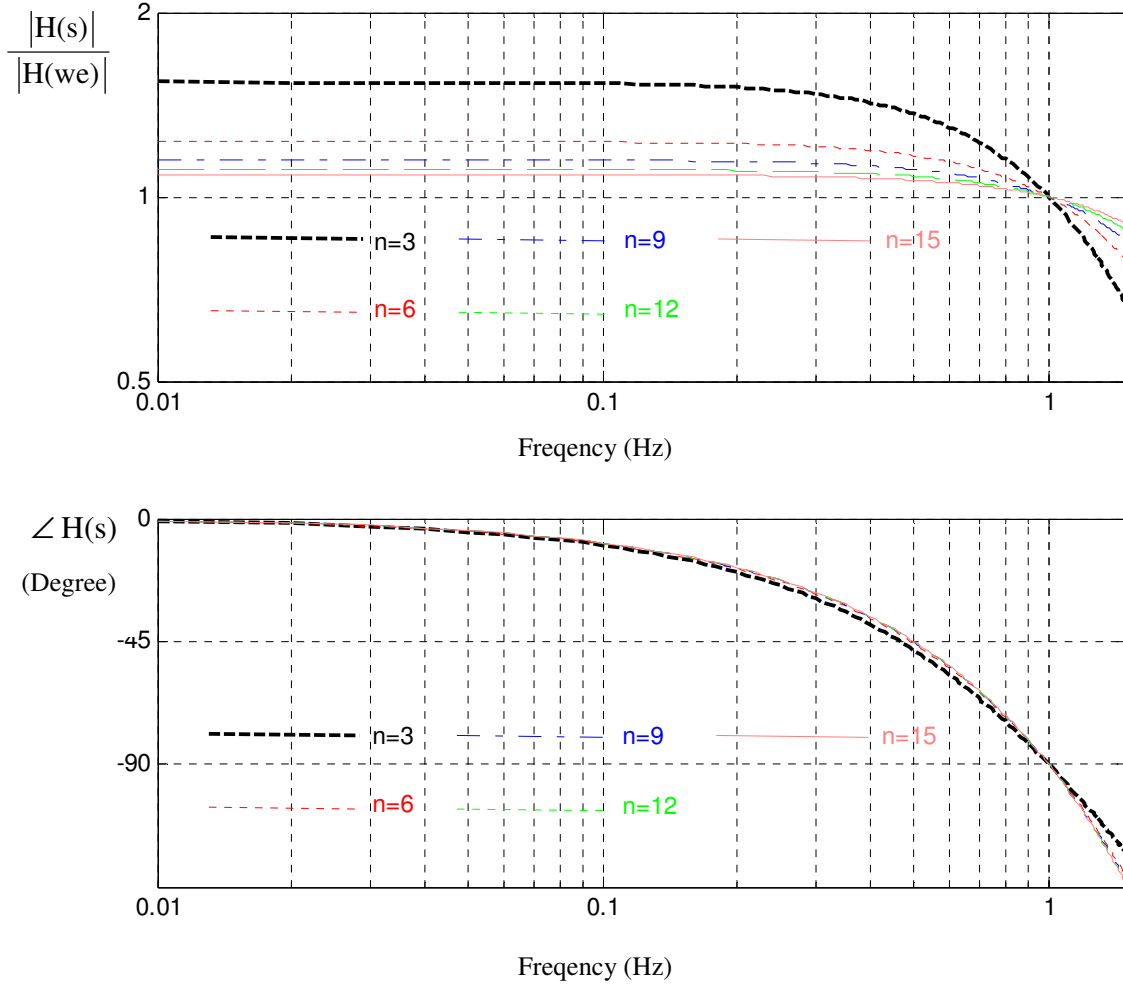 |H(s)|
|H(we)|
2
1
0.5
n=3
n=9
n=15
n=6
n=12
0.01
0.1
1
Freqency (Hz)
∠ H(s)
(Degree)
0
-45
-90
n=3
n=9
n=15
n=6
n=12
0.01
0.1
1
Freqency (Hz)